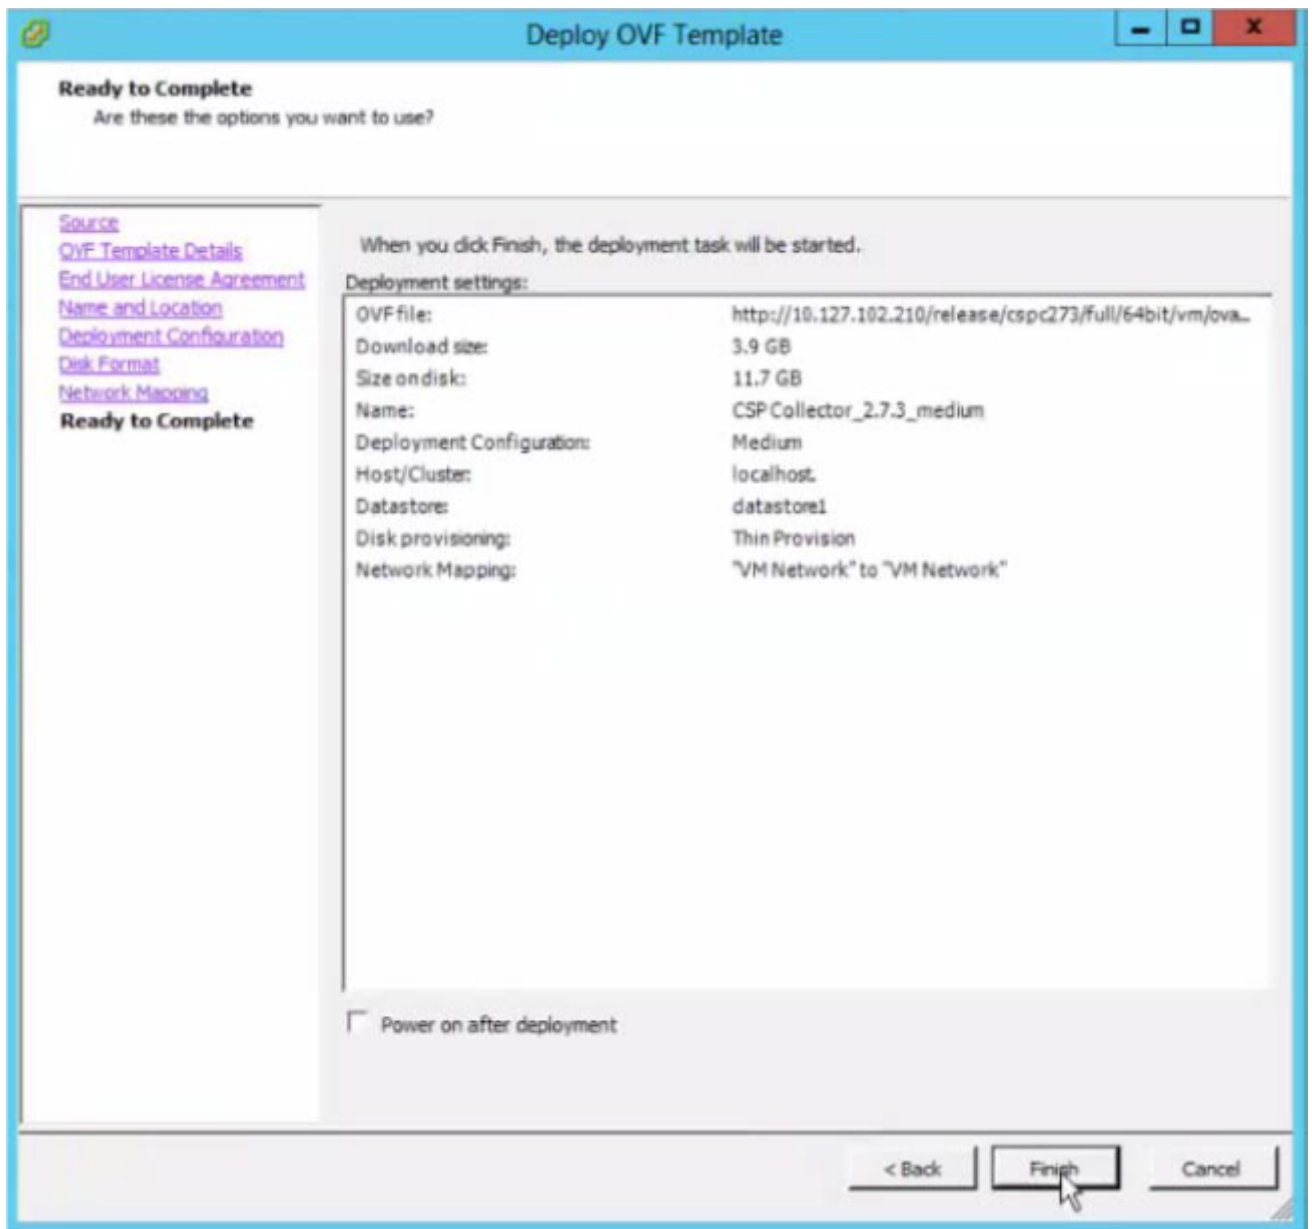 Deploy OVF Template
Ready to Complete
Are these the options you want to use?
Source
OVF Template Details
End User License Agreement
Name and Location
Deployment Configuration
Disk Format
Network Mapping
Ready to Complete
When you click Finish, the deployment task will be started.
Deployment settings:
OVF file: http://10.127.102.210/release/cspc273/full/64bit/vm/ova...
Download size: 3.9 GB
Size on disk: 11.7 GB
Name: CSP Collector_2.7.3_medium
Deployment Configuration: Medium
Host/Cluster: localhost.
Datastore: datastore1
Disk provisioning: Thin Provision
Network Mapping: "VM Network" to "VM Network"
Power on after deployment
< Back Finish Cancel